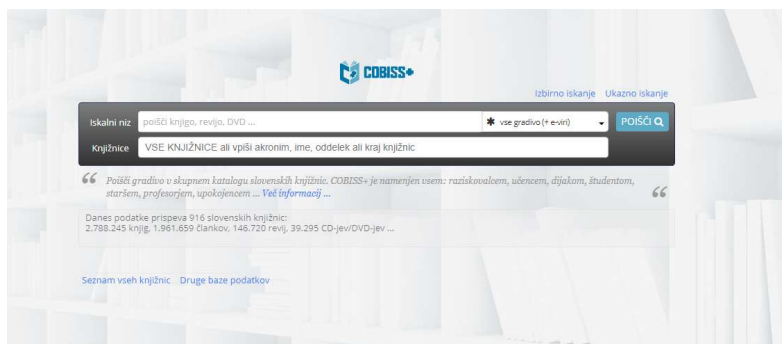 COBISS+
Izbirno iskanje Ukazno iskanje
Iskalni niz poišči knjigo, revijo, DVD ... vse gradivo (+ e-viri) POIŠČI
Knjižnice VSE KNJIŽNICE ali vpiši akronim, ime, oddelek ali kraj knjižnic
Poišči gradivo v skupnem katalogu slovenskih knjižnic. COBISS+ je namenjen vsem: raziskovalcem, učencem, dijakom, študentom,
staršem, profesorjem, upokojencem ... Več informacij ...
Danes podatke prispeva 916 slovenskih knjižnic:
2.788.245 knjig, 1.961.659 člankov, 146.720 revij, 39.295 CD-jev/DVD-jev ...
Seznam vseh knjižnic Druge baze podatkov